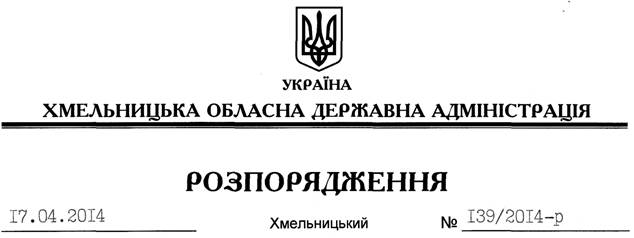 УКРАЇНА
ХМЕЛЬНИЦЬКА ОБЛАСНА ДЕРЖАВНА АДМІНІСТРАЦІЯ
РОЗПОРЯДЖЕННЯ
17.04.2014 Хмельницький № 139/2014-р